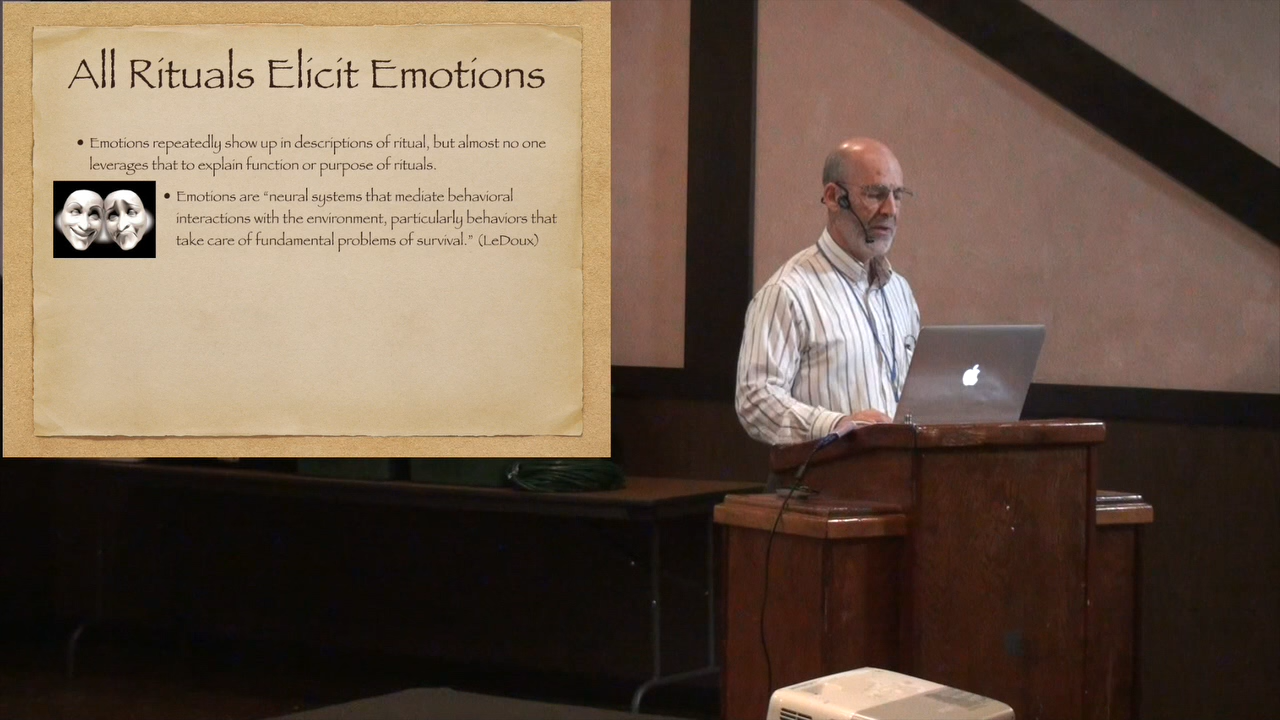 All Rituals Elicit Emotions
• Emotions repeatedly show up in descriptions of ritual, but almost no one
leverages that to explain function or purpose of rituals.
• Emotions are “neural systems that mediate behavioral
interactions with the environment, particularly behaviors that
take care of fundamental problems of survival.” (LeDoux)